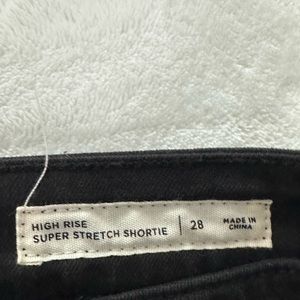 HIGH RISE
SUPER STRETCH SHORTIE | 28
MADE IN
CHINA